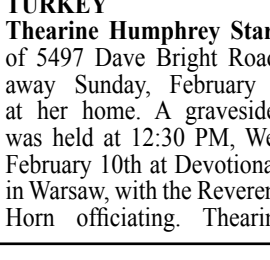 TURKEY
Thearine Humphrey Star
of 5497 Dave Bright Road
away Sunday, February
at her home. A graveside
was held at 12:30 PM, We
February 10th at Devotiona
in Warsaw, with the Reveren
Horn officiating. Thearin